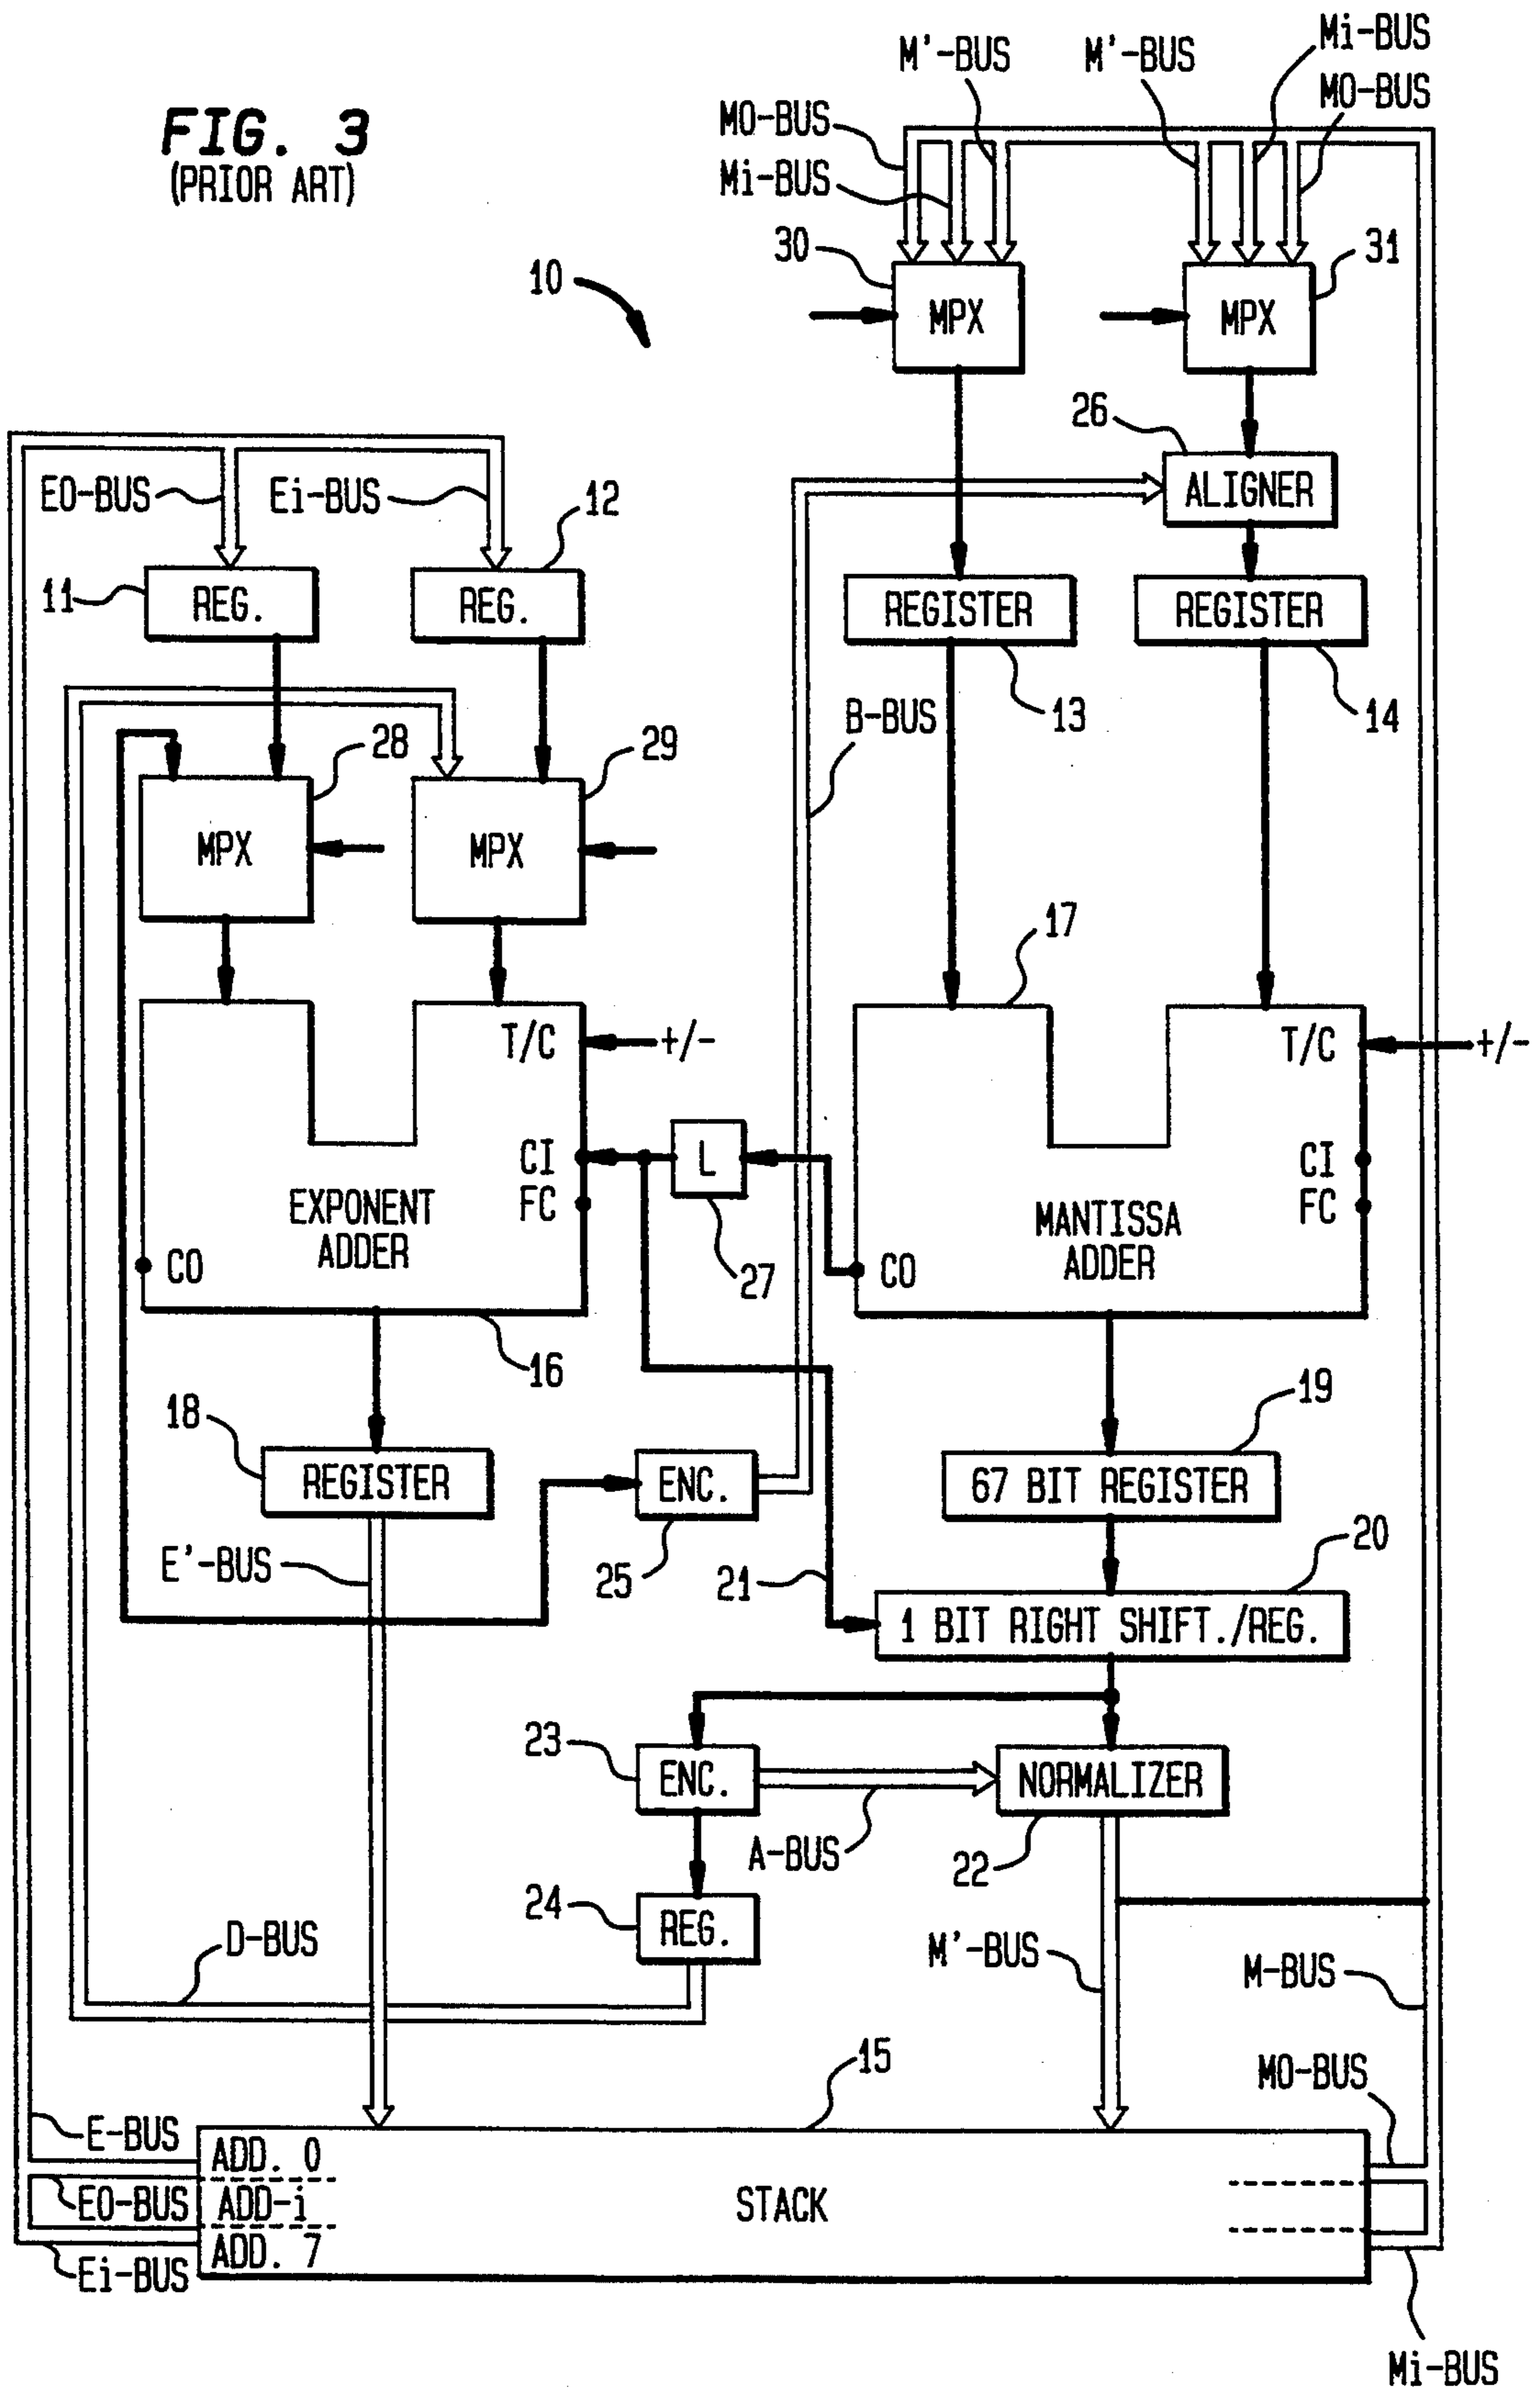 FIG. 3
(PRIOR ART)
M'-BUS
M'-BUS
Mi-BUS
MO-BUS
MO-BUS
Mi-BUS
10
30
MPX
31
MPX
26
ALIGNER
EO-BUS
Ei-BUS
12
11
REG.
REG.
REGISTER
REGISTER
13
14
B-BUS
28
29
MPX
MPX
17
T/C
+/-
T/C
+/-
CI
FC
L
27
CI
FC
EXPONENT
ADDER
CO
MANTISSA
ADDER
CO
16
18
REGISTER
19
67 BIT REGISTER
ENC.
25
E'-BUS
21
20
1 BIT RIGHT SHIFT./REG.
23
ENC.
NORMALIZER
A-BUS
22
24
REG.
D-BUS
M'-BUS
M-BUS
15
MO-BUS
E-BUS
ADD. 0
EO-BUS
ADD-i
STACK
ADD. 7
Ei-BUS
Mi-BUS